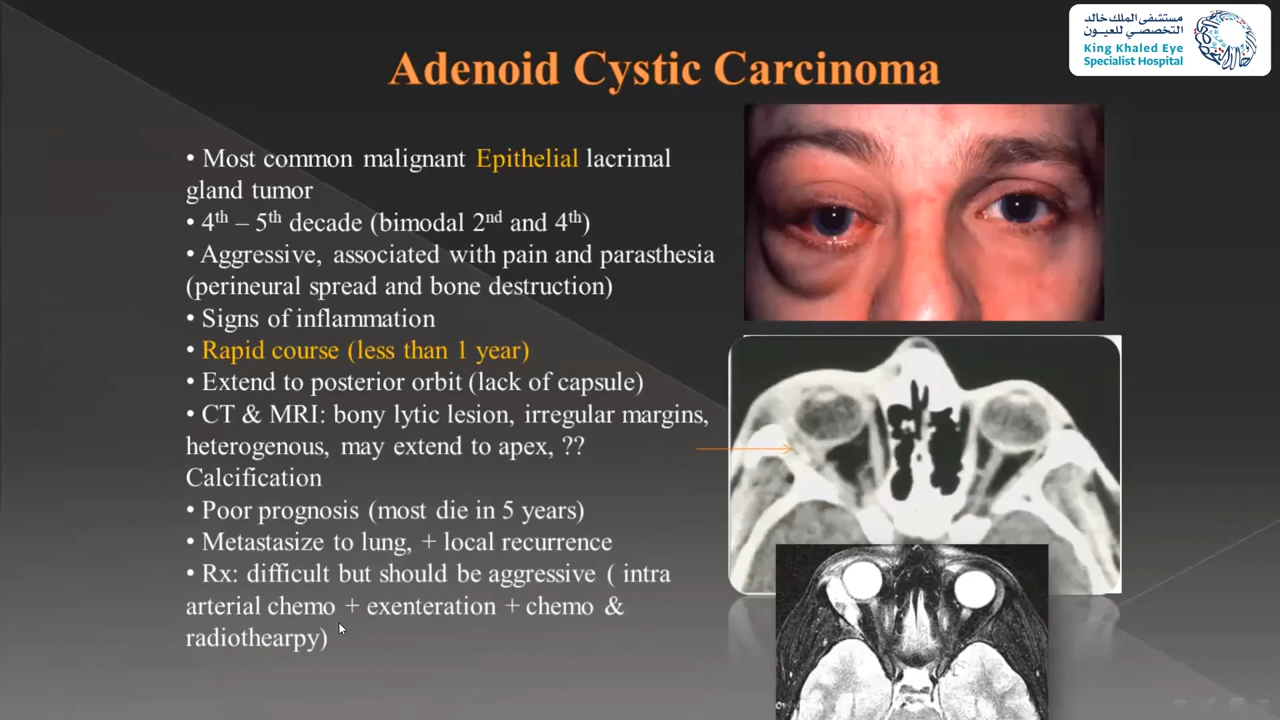 مستشفى الملك خالد
التخصصي للعيون
King Khaled Eye
Specialist Hospital
Adenoid Cystic Carcinoma
• Most common malignant Epithelial lacrimal
gland tumor
• 4th – 5th decade (bimodal 2nd and 4th)
• Aggressive, associated with pain and parasthesia
(perineural spread and bone destruction)
• Signs of inflammation
• Rapid course (less than 1 year)
• Extend to posterior orbit (lack of capsule)
• CT & MRI: bony lytic lesion, irregular margins,
heterogenous, may extend to apex, ??
Calcification
• Poor prognosis (most die in 5 years)
• Metastasize to lung, + local recurrence
• Rx: difficult but should be aggressive ( intra
arterial chemo + exenteration + chemo &
radiothearpy)